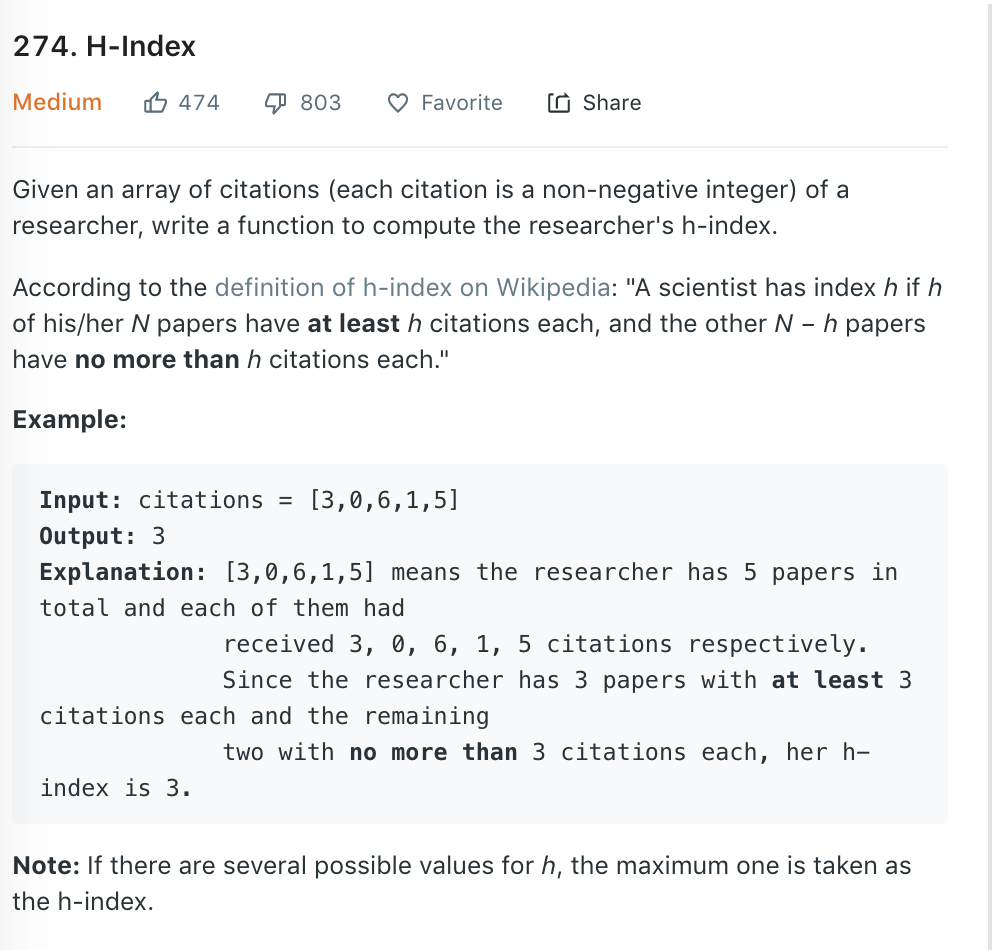 274. H-Index
Medium 474 803 Favorite Share
Given an array of citations (each citation is a non-negative integer) of a
researcher, write a function to compute the researcher's h-index.
According to the definition of h-index on Wikipedia: "A scientist has index h if h
of his/her N papers have at least h citations each, and the other N − h papers
have no more than h citations each."
Example:
Input: citations = [3,0,6,1,5]
Output: 3
Explanation: [3,0,6,1,5] means the researcher has 5 papers in
total and each of them had
received 3, 0, 6, 1, 5 citations respectively.
Since the researcher has 3 papers with at least 3
citations each and the remaining
two with no more than 3 citations each, her h-
index is 3.
Note: If there are several possible values for h, the maximum one is taken as
the h-index.